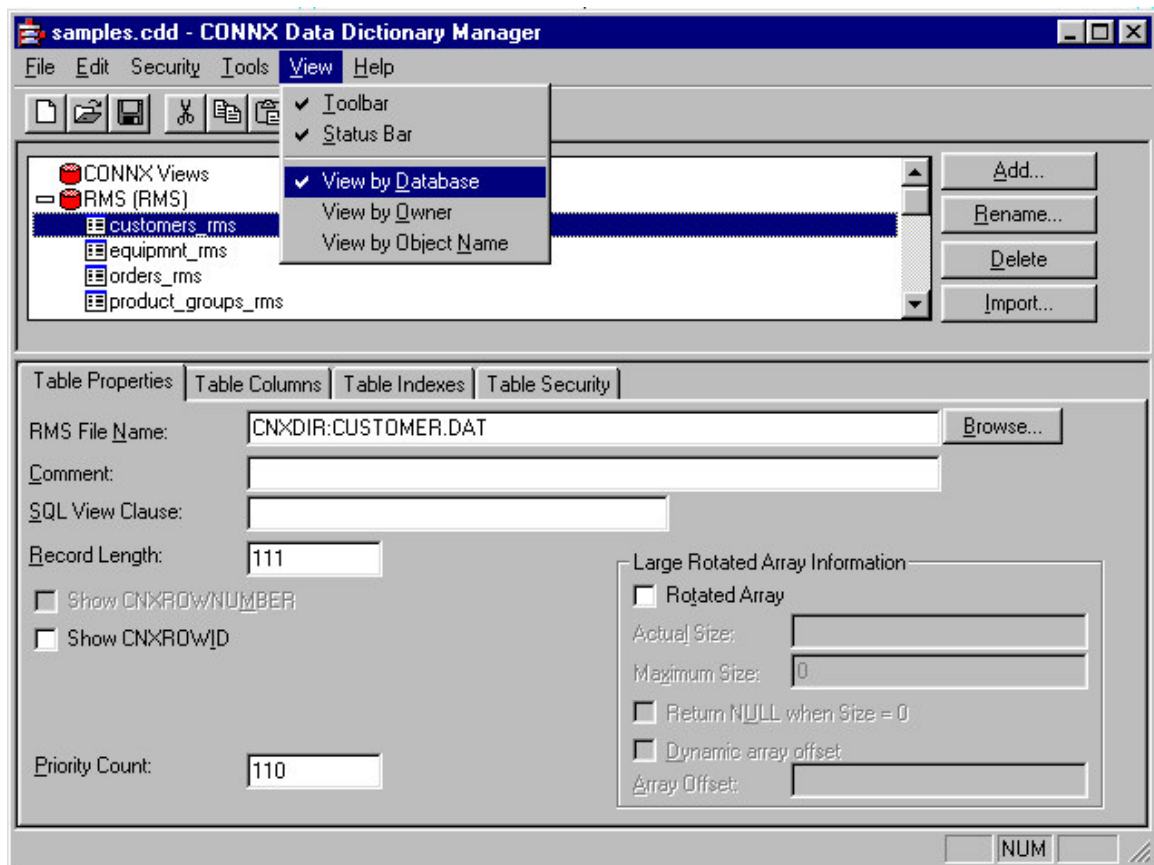 samples.cdd - CONNX Data Dictionary Manager
File Edit Security Tools View Help
Toolbar
Status Bar
View by Database
View by Owner
View by Object Name
CONNX Views
RMS (RMS)
customers_rms
equipmnt_rms
orders_rms
product_groups_rms
Add...
Rename...
Delete
Import...
Table Properties Table Columns Table Indexes Table Security
RMS File Name: CNXDIR:CUSTOMER.DAT Browse...
Comment:
SQL View Clause:
Record Length: 111
Show CNXROWNUMBER
Show CNXROWID
Priority Count: 110
Large Rotated Array Information
Rotated Array
Actual Size:
Maximum Size: 0
Return NULL when Size = 0
Dynamic array offset
Array Offset:
NUM